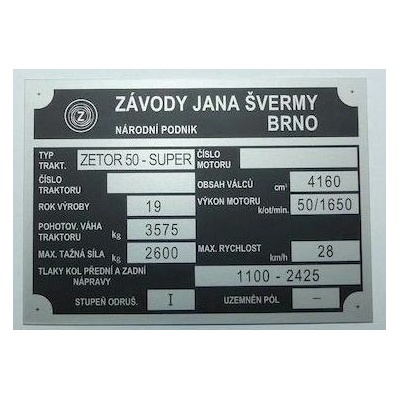 Z
ZÁVODY JANA ŠVERMY
NÁRODNÍ PODNIK BRNO
TYP TRAKT. ZETOR 50 - SUPER
ČÍSLO MOTORU
ČÍSLO TRAKTORU
OBSAH VÁLCŮ cm³ 4160
ROK VÝROBY 19
VÝKON MOTORU k/ot/min. 50/1650
POHOTOV. VÁHA TRAKTORU kg 3575
MAX. TAŽNÁ SÍLA kg 2600
MAX. RYCHLOST km/h 28
TLAKY KOL PŘEDNÍ A ZADNÍ NÁPRAVY 1100 - 2425
STUPEŇ ODRUŠ. I
UZEMNĚN PÓL –